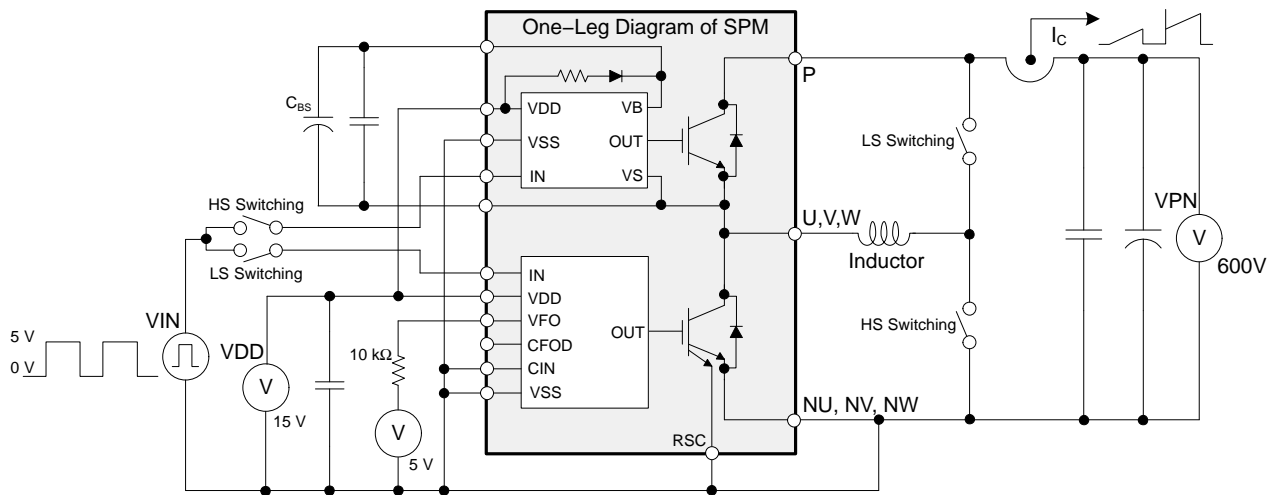 One−Leg Diagram of SPM
I_C
P
C_BS
VDD
VB
LS Switching
VSS
OUT
IN
VS
HS Switching
U,V,W
VPN
V
600V
Inductor
LS Switching
IN
VDD
VIN
VFO
OUT
HS Switching
5 V
VDD
10 kΩ
CFOD
0 V
CIN
V
VSS
15 V
NU, NV, NW
V
RSC
5 V